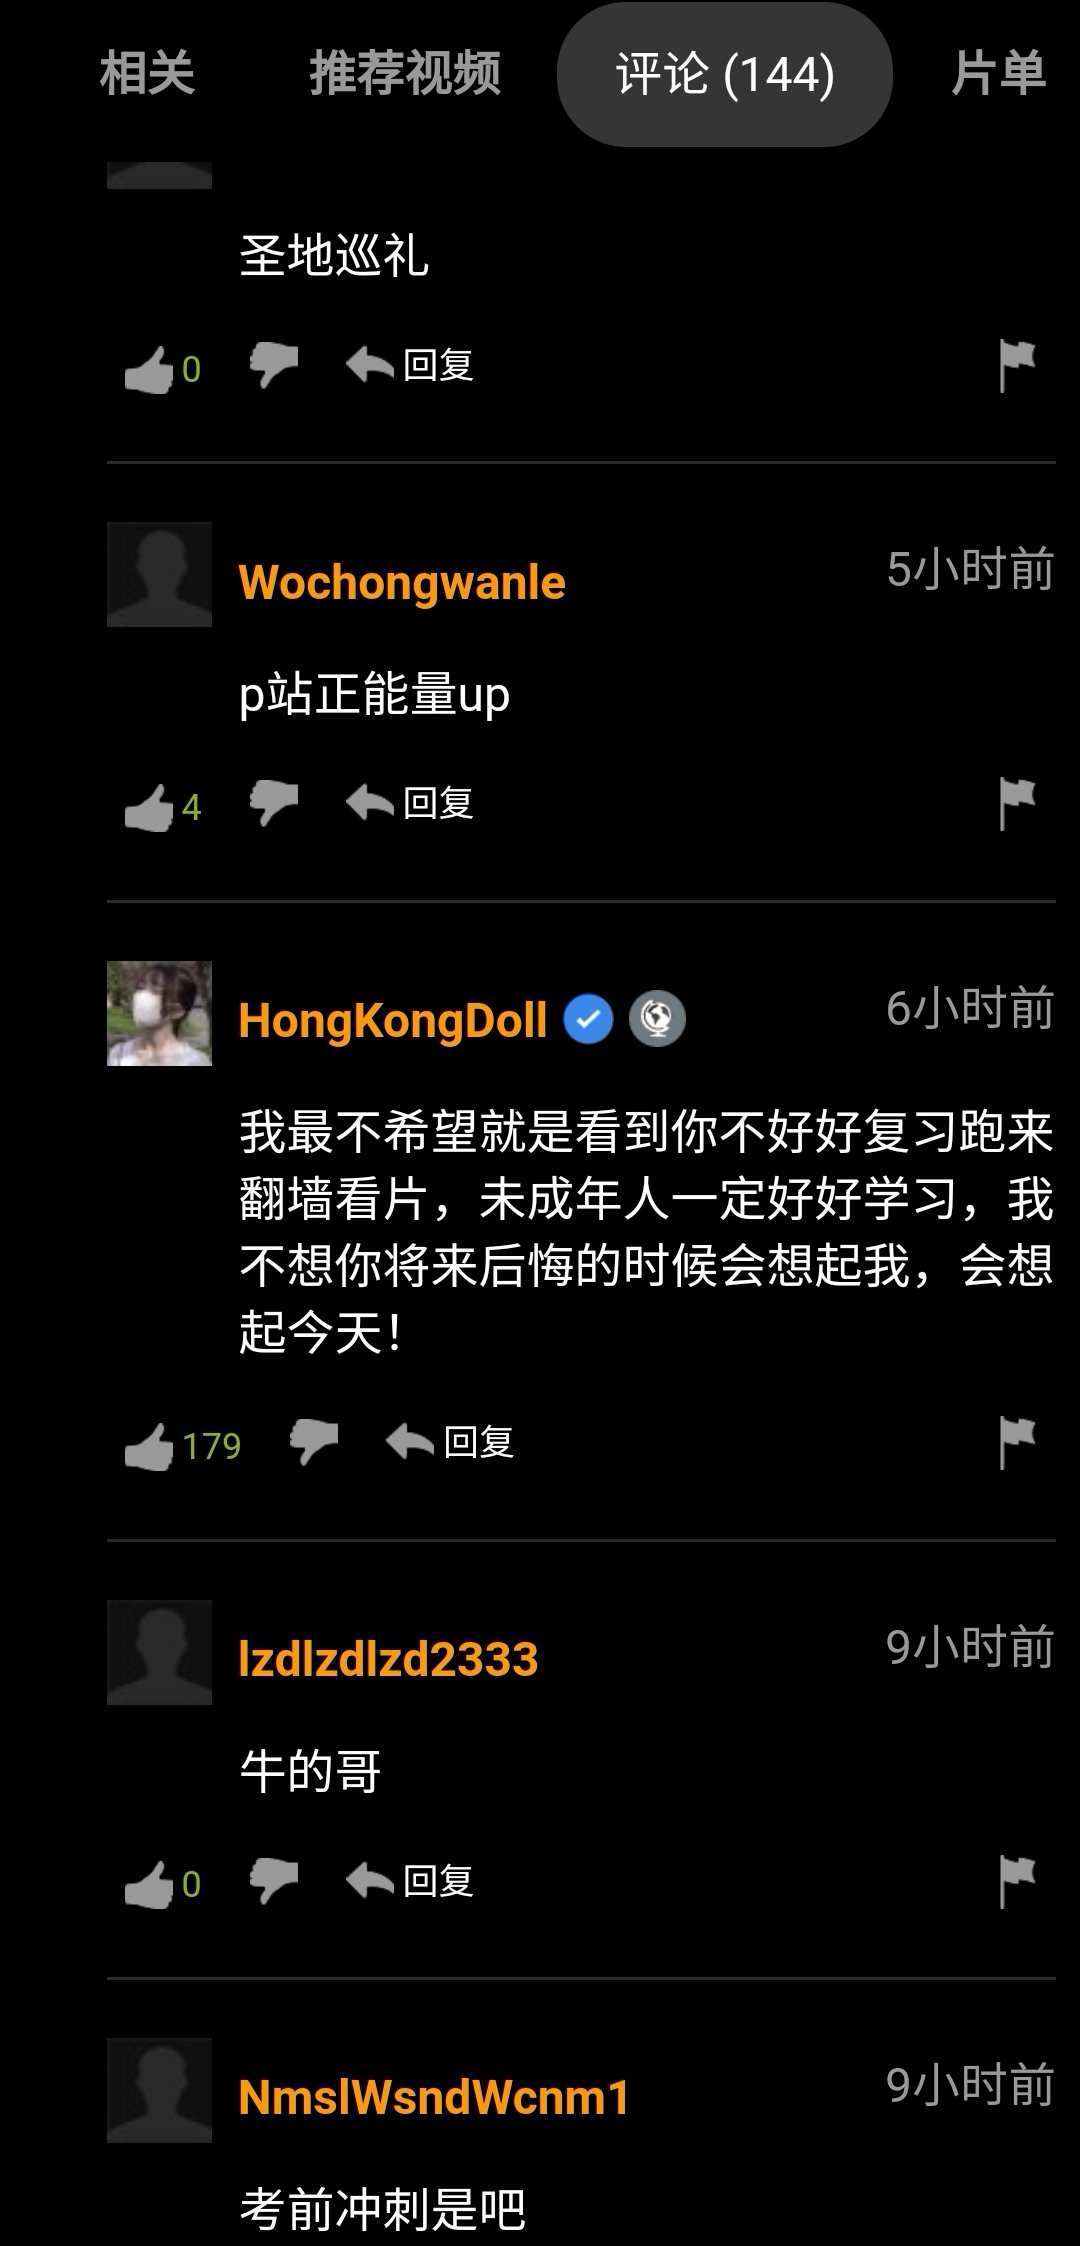 相关 推荐视频 评论 (144) 片单
圣地巡礼
0 回复
Wochongwanle 5小时前
p站正能量up
4 回复
HongKongDoll 6小时前
我最不希望就是看到你不好好复习跑来
翻墙看片，未成年人一定好好学习，我
不想你将来后悔的时候会想起我，会想
起今天！
179 回复
lzdlzdlzd2333 9小时前
牛的哥
0 回复
NmslWsndWcnm1 9小时前
考前冲刺是吧